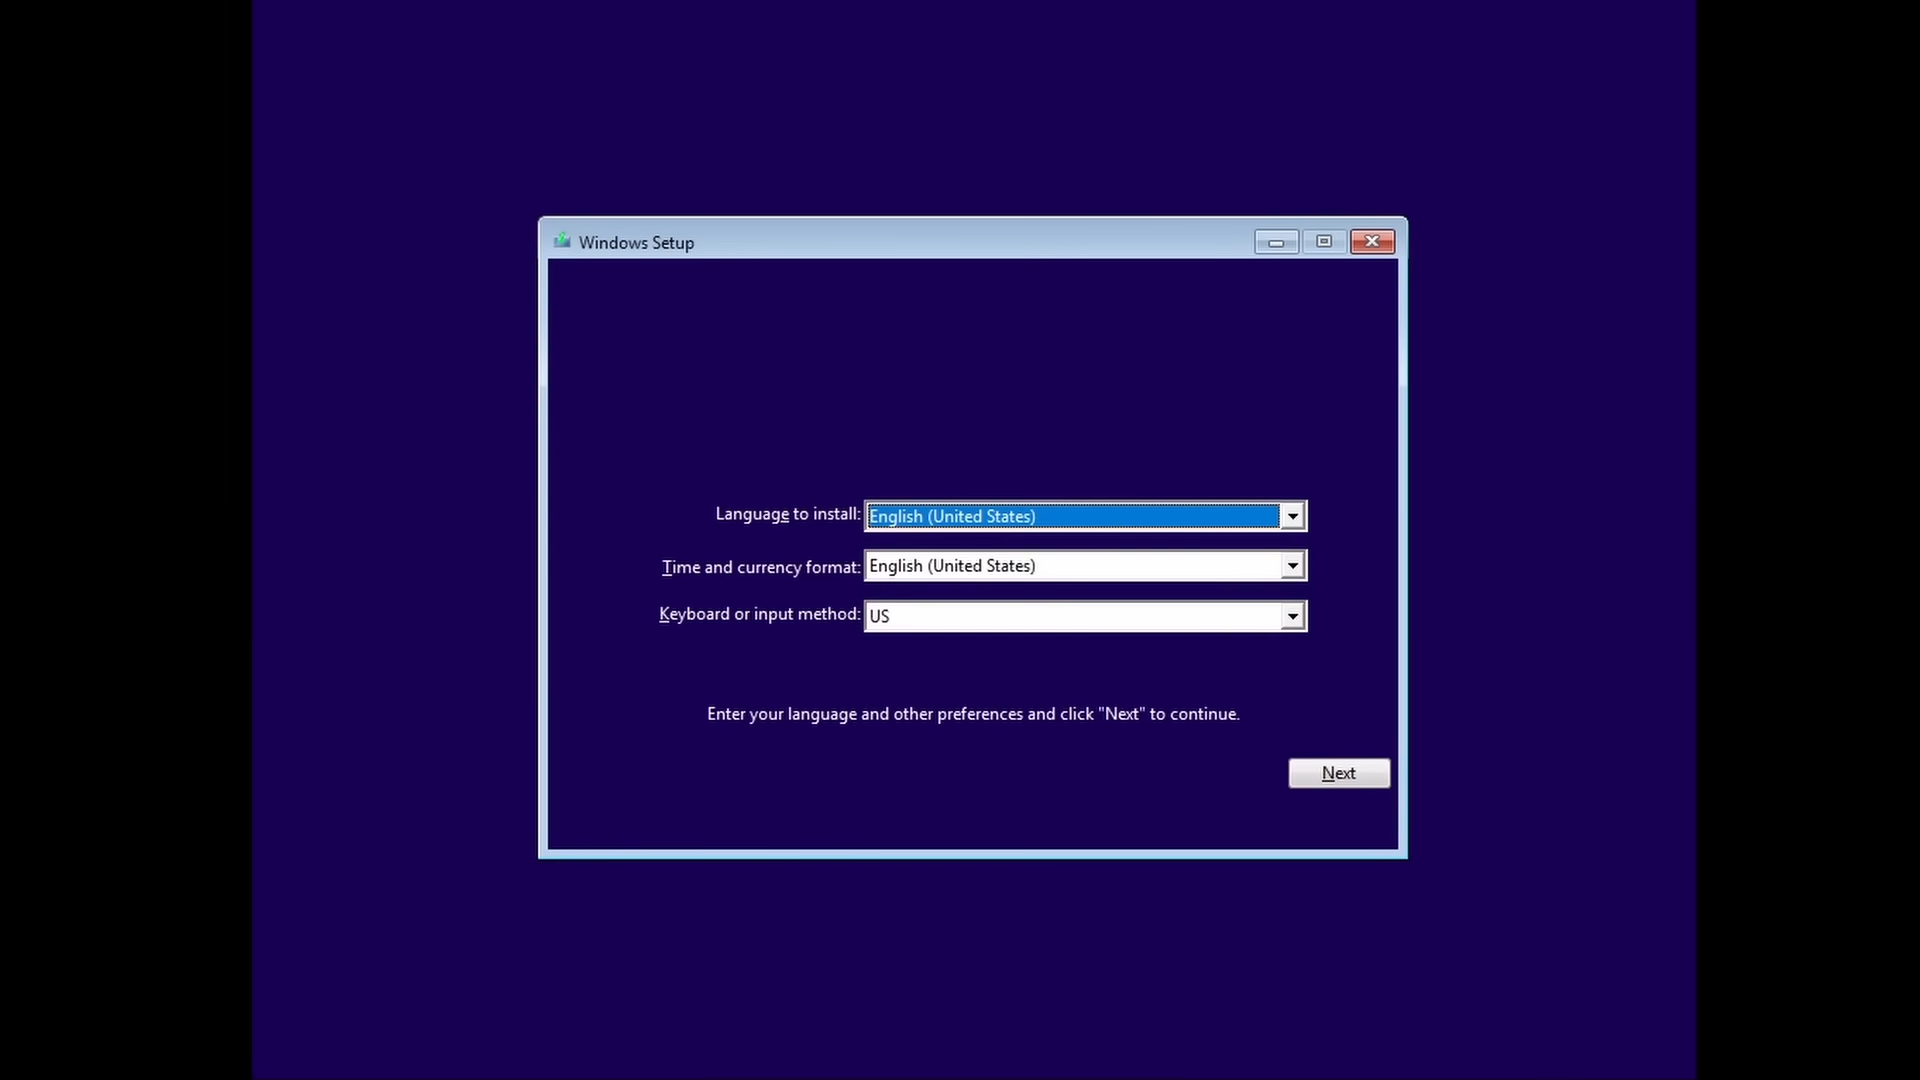 Windows Setup
Language to install: English (United States)
Time and currency format: English (United States)
Keyboard or input method: US
Enter your language and other preferences and click "Next" to continue.
Next